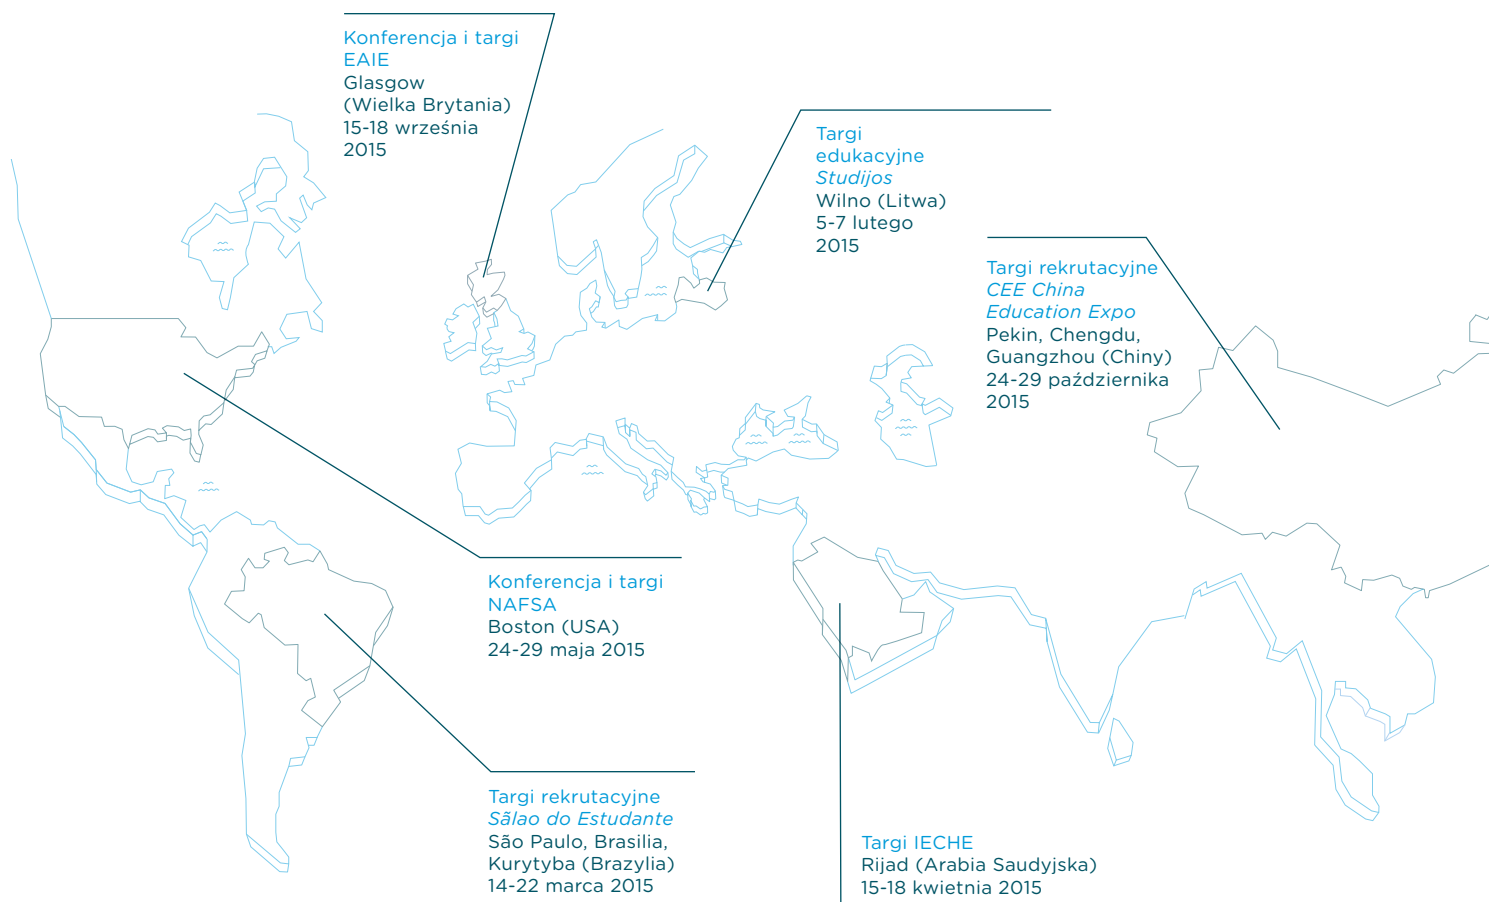 Konferencja i targi
EAIE
Glasgow
(Wielka Brytania)
15-18 września
2015
Targi
edukacyjne
Studijos
Wilno (Litwa)
5-7 lutego
2015
Targi rekrutacyjne
CEE China
Education Expo
Pekin, Chengdu,
Guangzhou (Chiny)
24-29 października
2015
Konferencja i targi
NAFSA
Boston (USA)
24-29 maja 2015
Targi rekrutacyjne
Sãlao do Estudante
São Paulo, Brasilia,
Kurytyba (Brazylia)
14-22 marca 2015
Targi IECHE
Rijad (Arabia Saudyjska)
15-18 kwietnia 2015